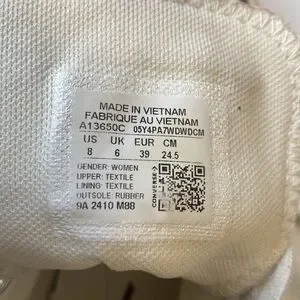 MADE IN VIETNAM
FABRIQUE AU VIETNAM
A13650C 05Y4PA7WDWDCM
US UK EUR CM
8 6 39 24.5
GENDER: WOMEN
UPPER: TEXTILE
LINING: TEXTILE
OUTSOLE: RUBBER
9A 2410 M88
CONVERSE